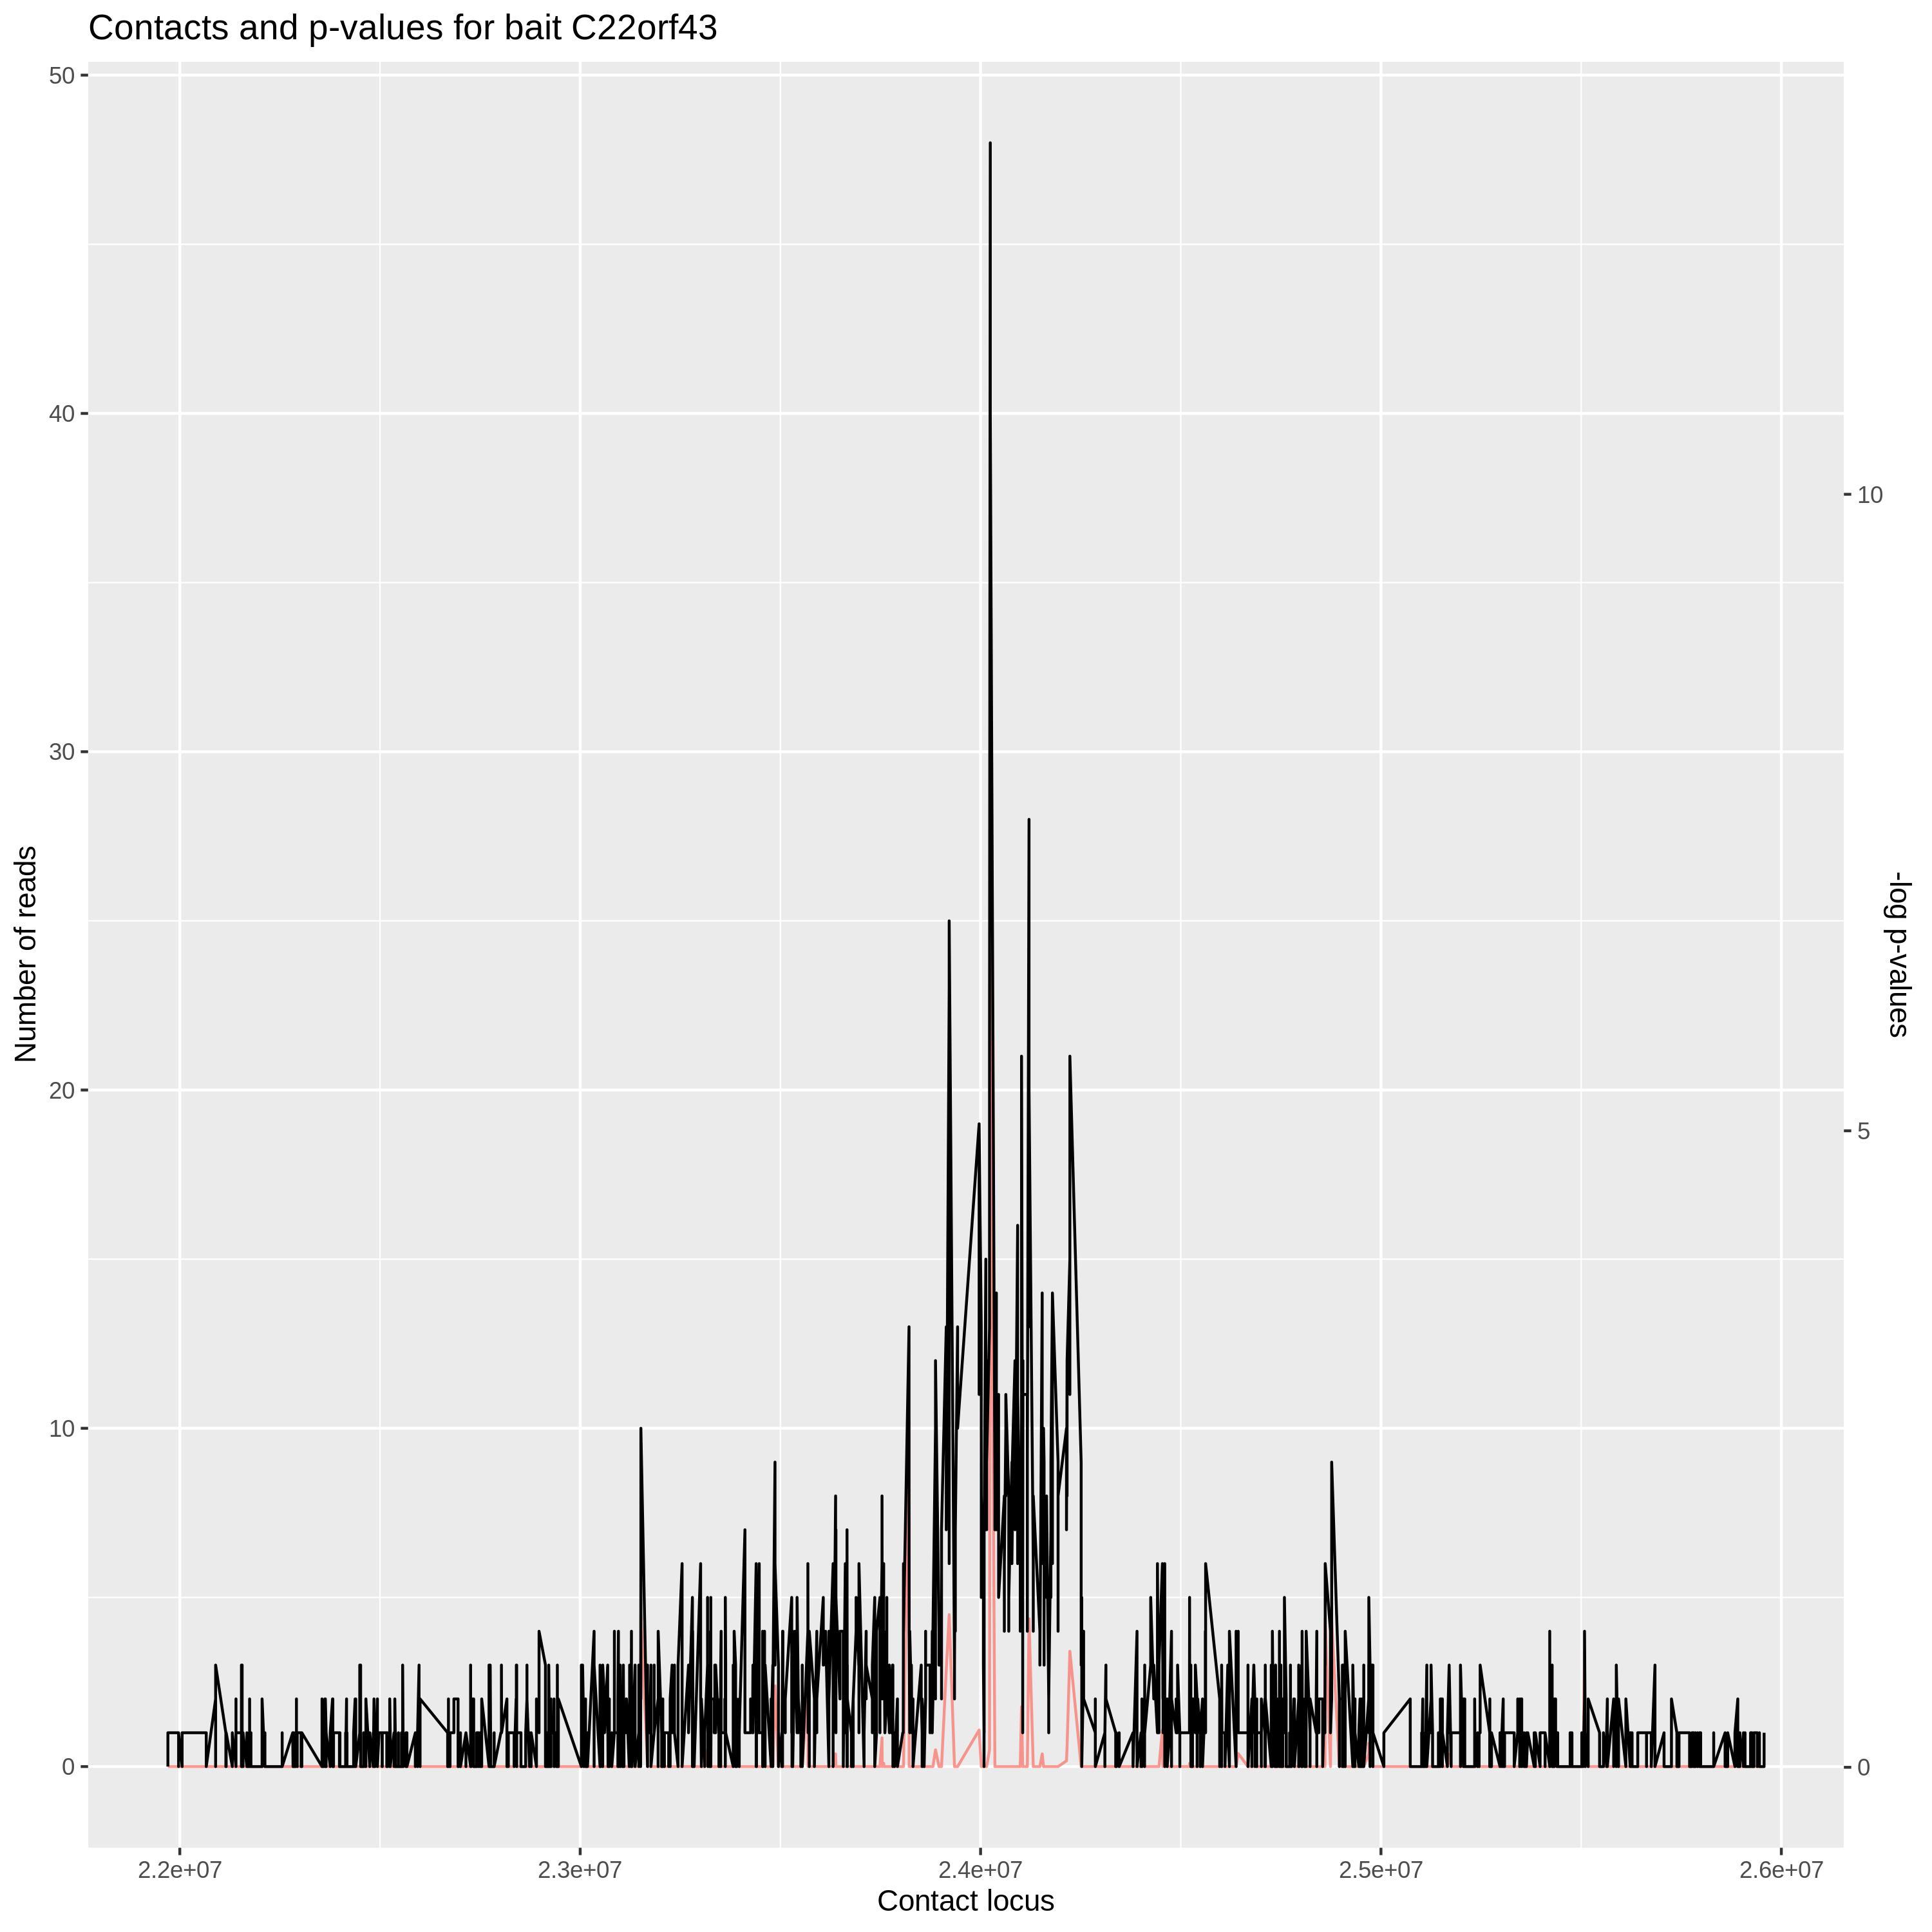 Contacts and p-values for bait C22orf43
50
40
30
20
10
0
Number of reads
10
5
0
-log p-values
2.2e+07
2.3e+07
2.4e+07
2.5e+07
2.6e+07
Contact locus